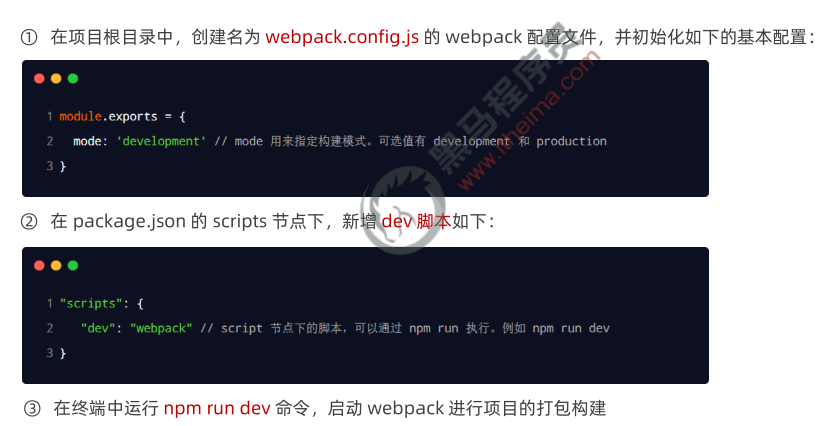 ① 在项目根目录中，创建名为 webpack.config.js 的 webpack 配置文件，并初始化如下的基本配置：
1 module.exports = {
2 mode: 'development' // mode 用来指定构建模式。可选值有 development 和 production
3 }
② 在 package.json 的 scripts 节点下，新增 dev 脚本如下：
1 "scripts": {
2 "dev": "webpack" // script 节点下的脚本，可以通过 npm run 执行。例如 npm run dev
3 }
③ 在终端中运行 npm run dev 命令，启动 webpack 进行项目的打包构建
黑马程序员
www.itheima.com